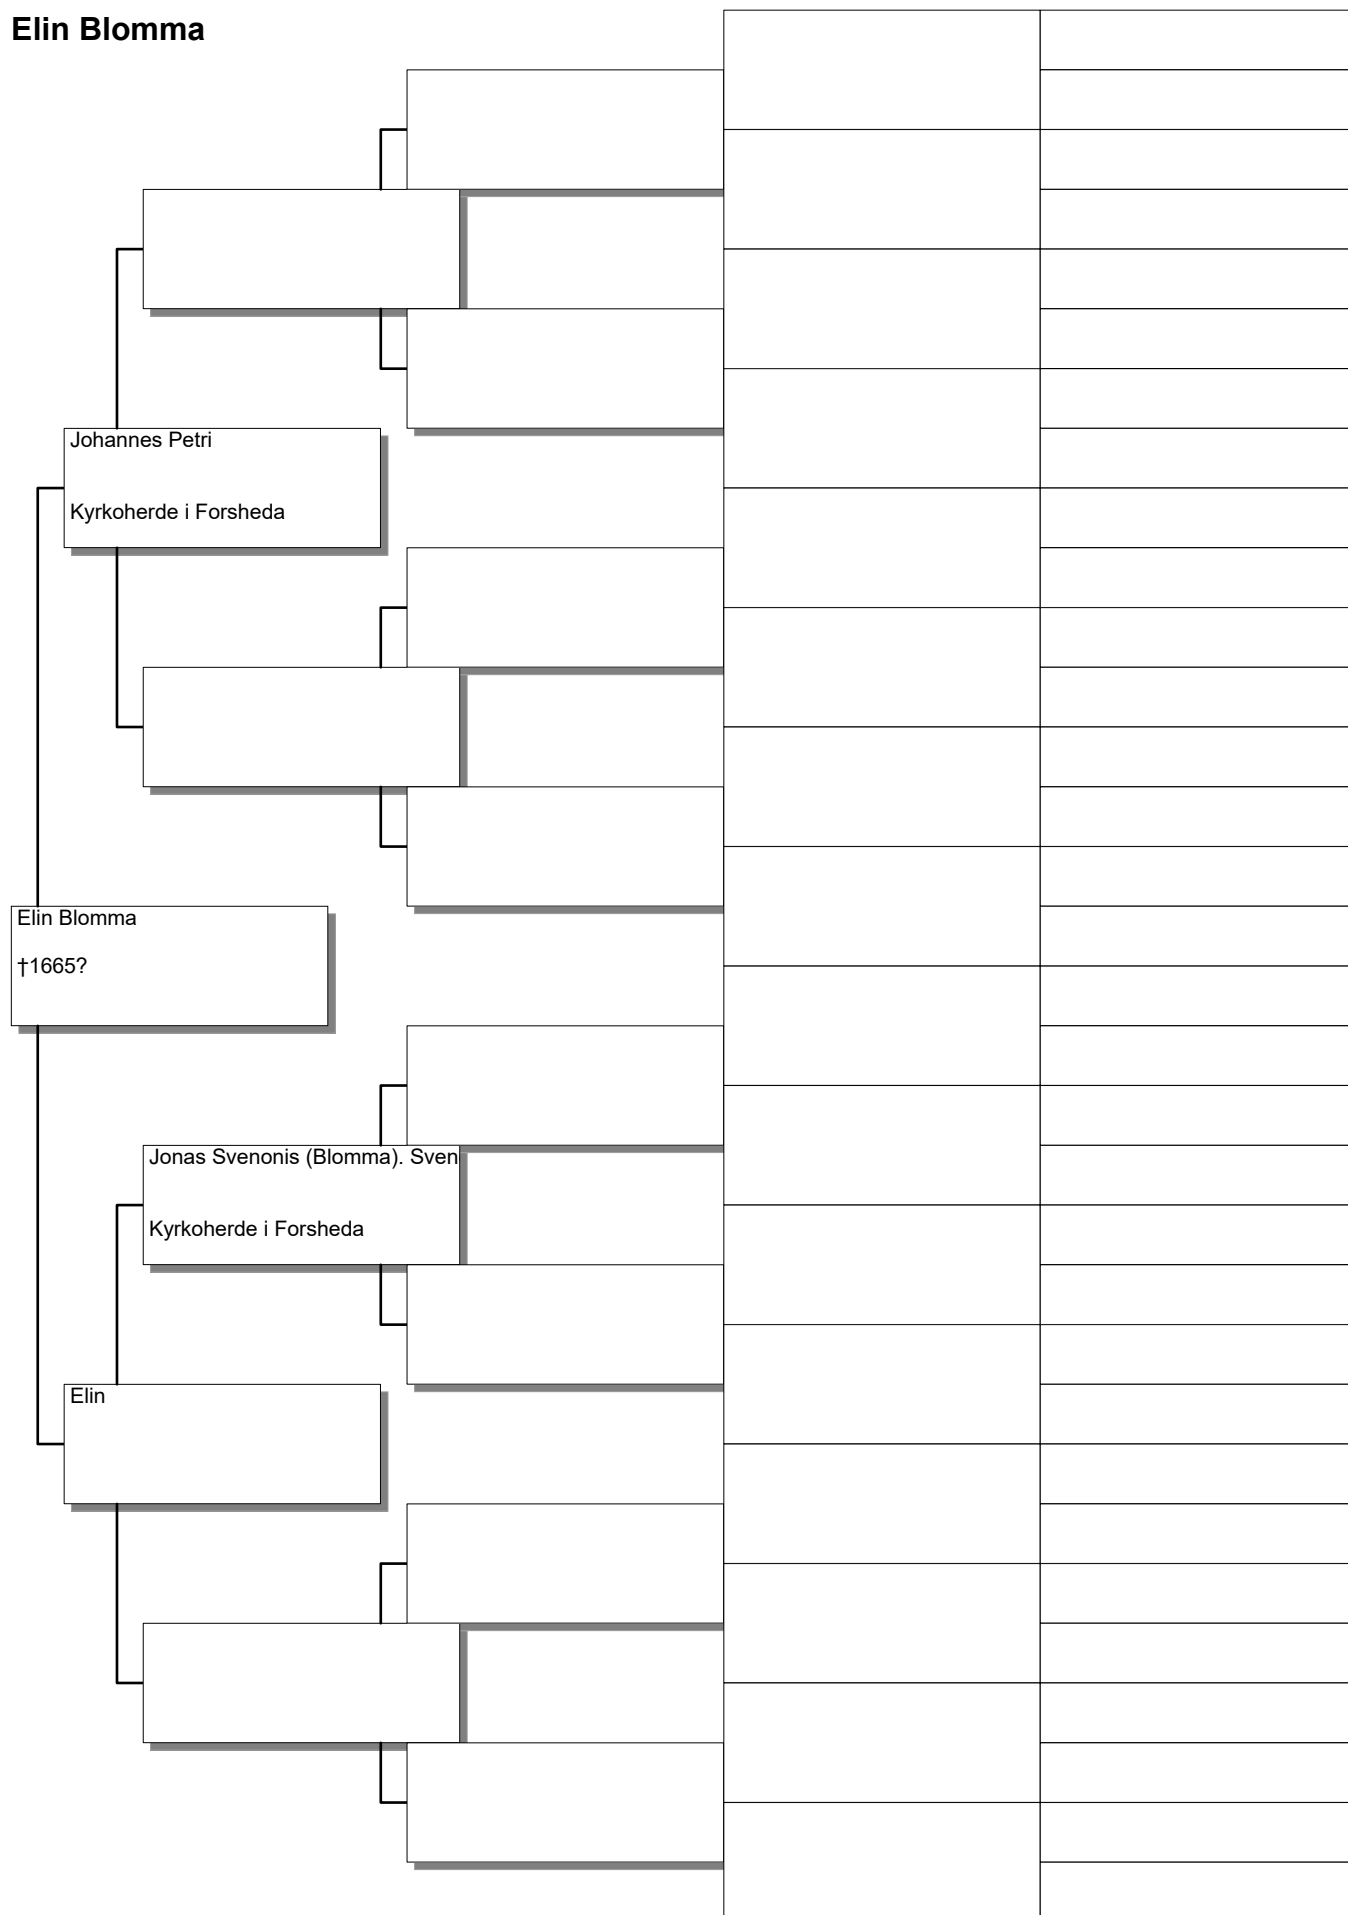 Elin Blomma
Johannes Petri
Kyrkoherde i Forsheda
Elin Blomma
†1665?
Jonas Svenonis (Blomma). Sven
Kyrkoherde i Forsheda
Elin